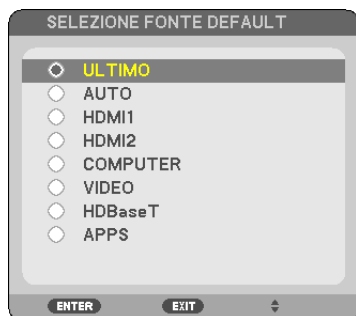 SELEZIONE FONTE DEFAULT
ULTIMO
AUTO
HDMI1
HDMI2
COMPUTER
VIDEO
HDBaseT
APPS
ENTER EXIT